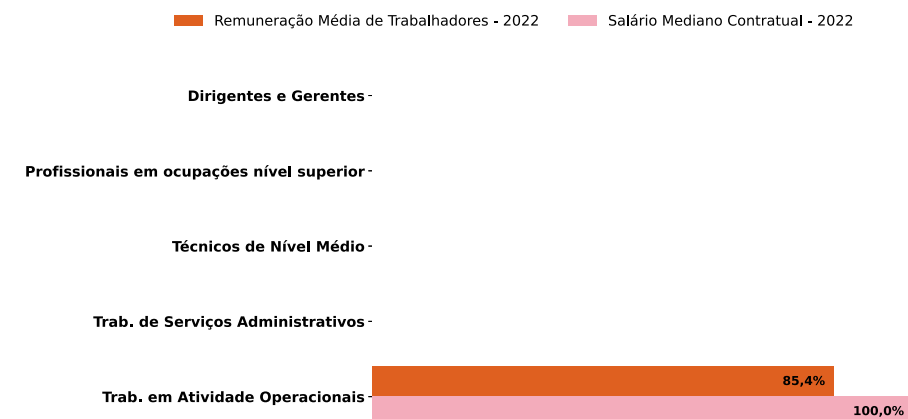 Remuneração Média de Trabalhadores - 2022 Salário Mediano Contratual - 2022
Dirigentes e Gerentes
Profissionais em ocupações nível superior
Técnicos de Nível Médio
Trab. de Serviços Administrativos
85,4%
Trab. em Atividade Operacionais
100,0%